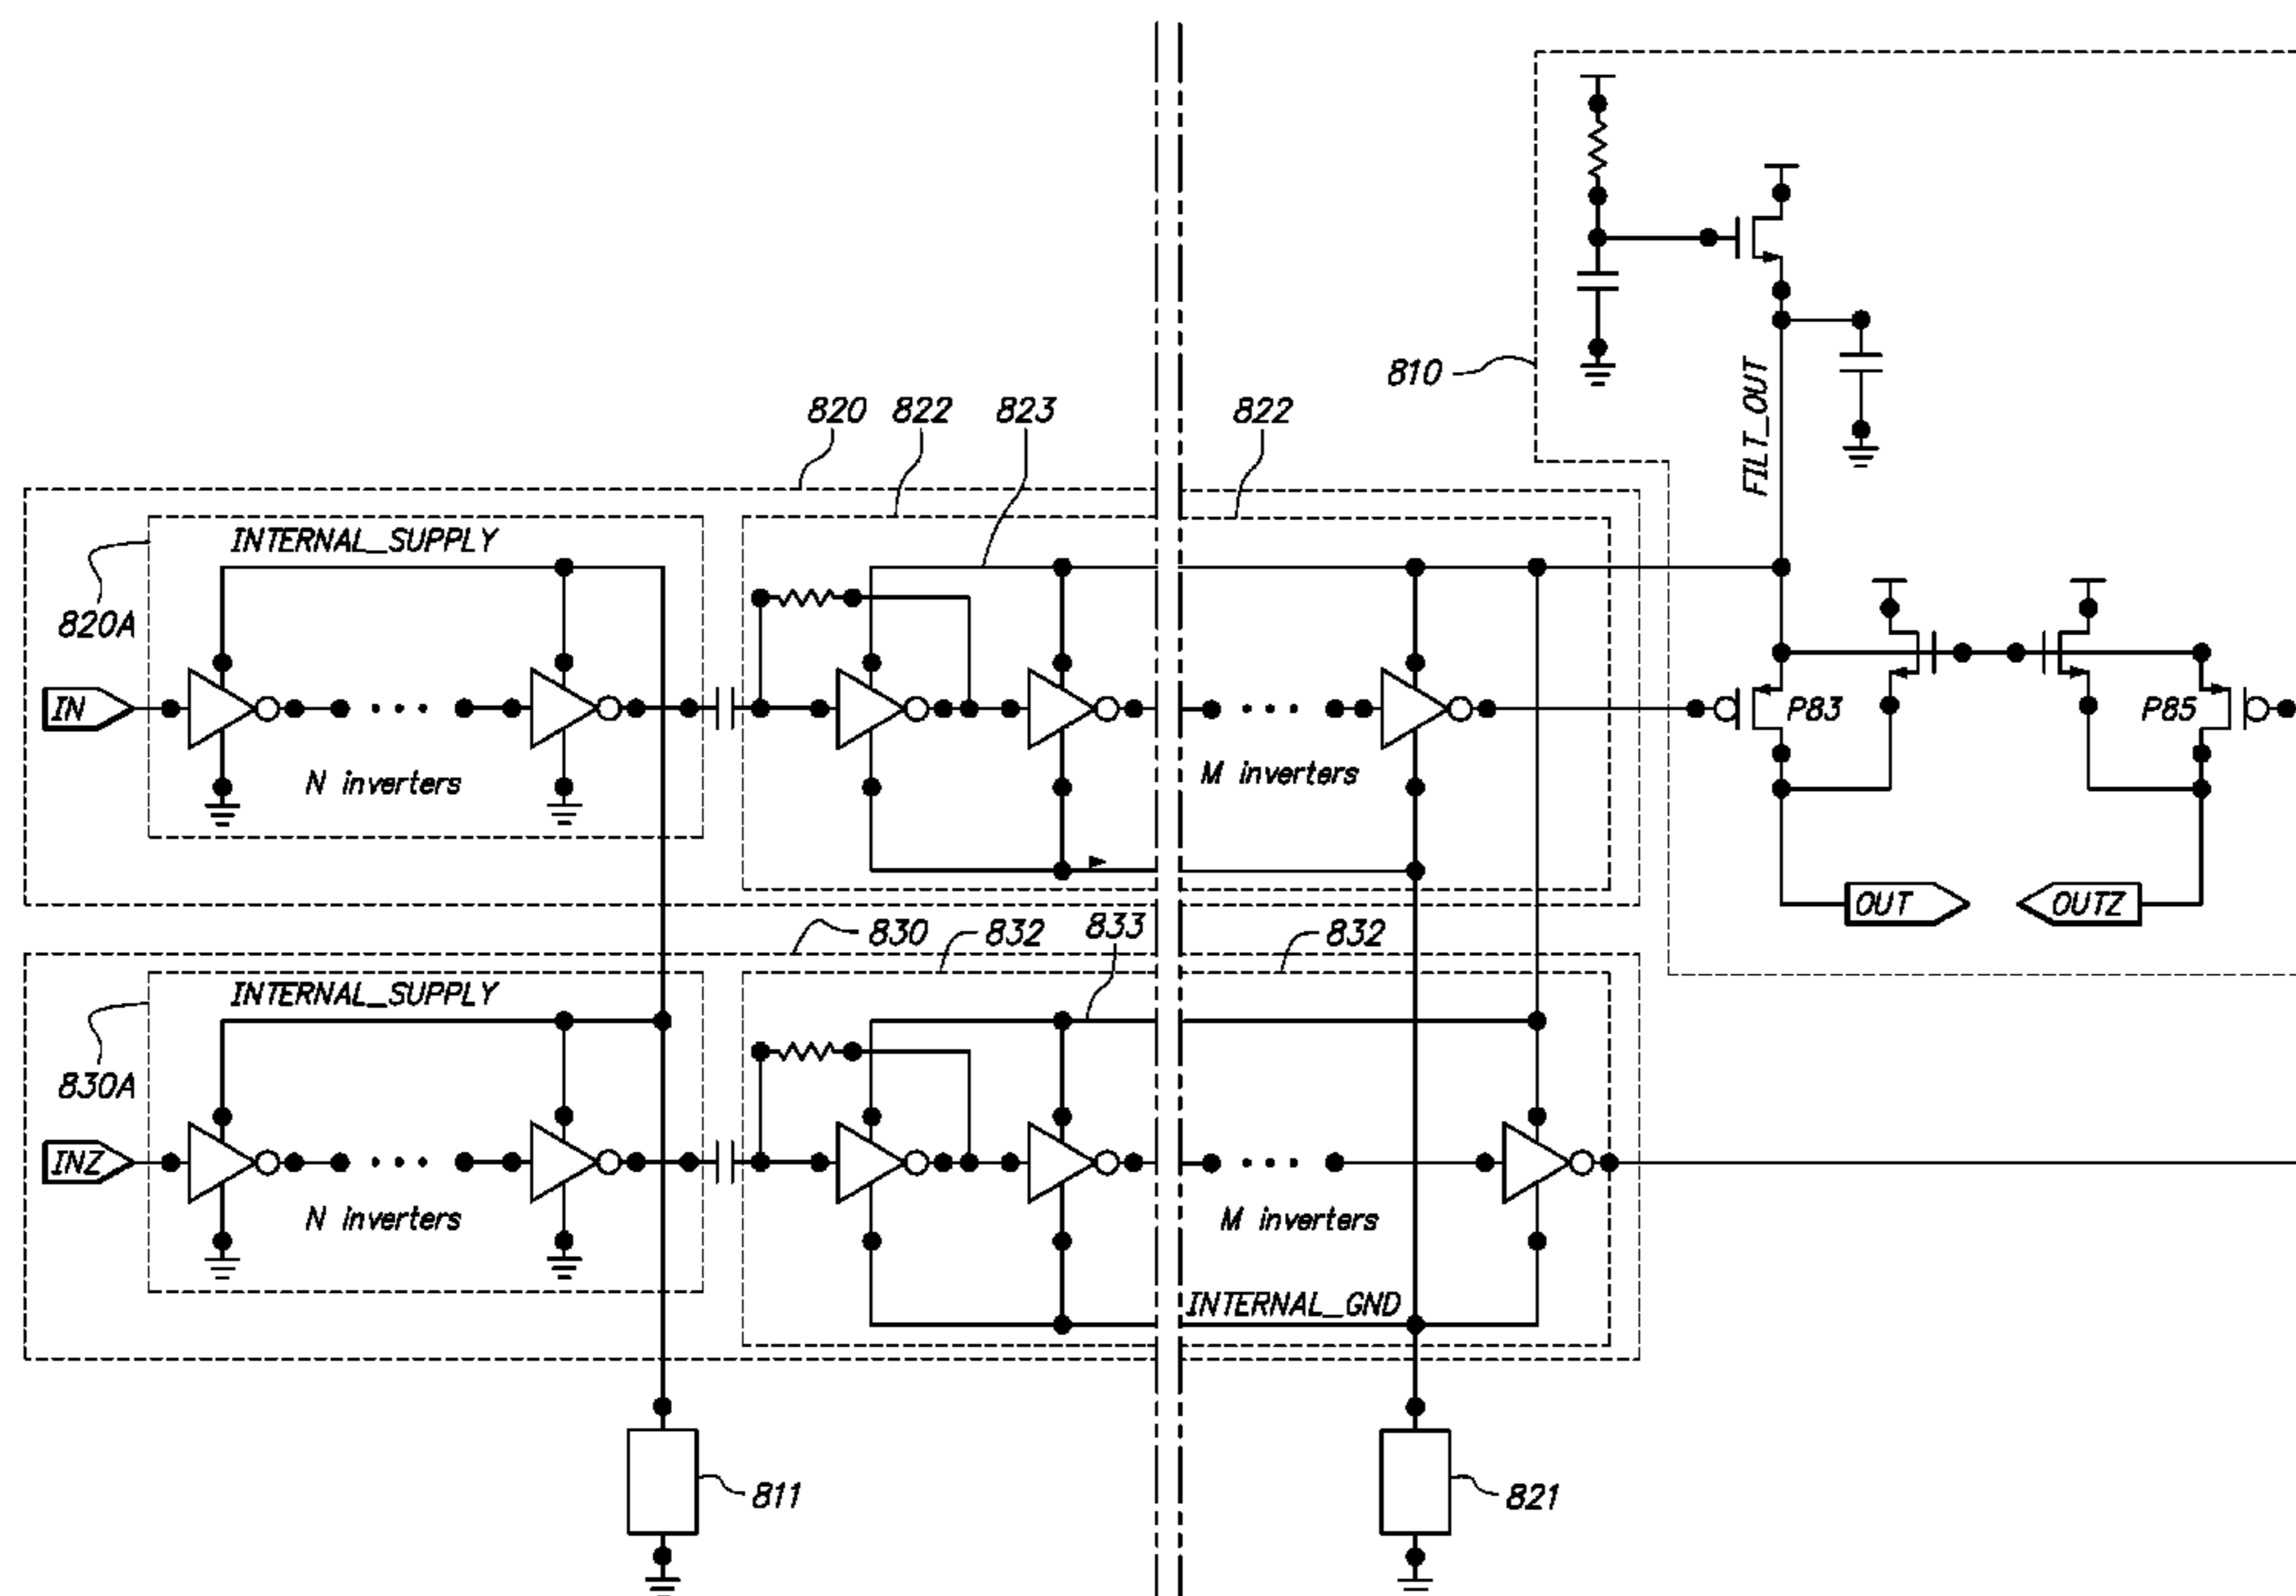 810
FILT_OUT
820
822
823
822
INTERNAL_SUPPLY
820A
IN
N inverters
M inverters
P83
P85
OUT
OUTZ
830
832
833
832
INTERNAL_SUPPLY
830A
INZ
N inverters
M inverters
INTERNAL_GND
811
821